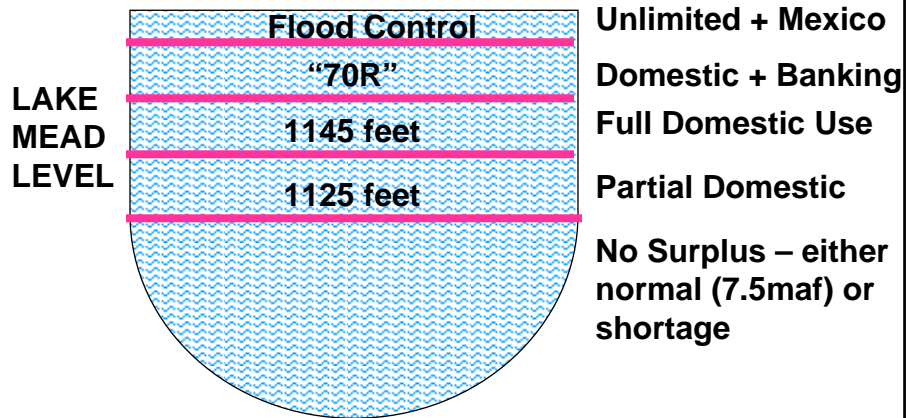 Flood Control
Unlimited + Mexico
“70R”
Domestic + Banking
LAKE
MEAD
LEVEL
1145 feet
Full Domestic Use
1125 feet
Partial Domestic
No Surplus – either
normal (7.5maf) or
shortage